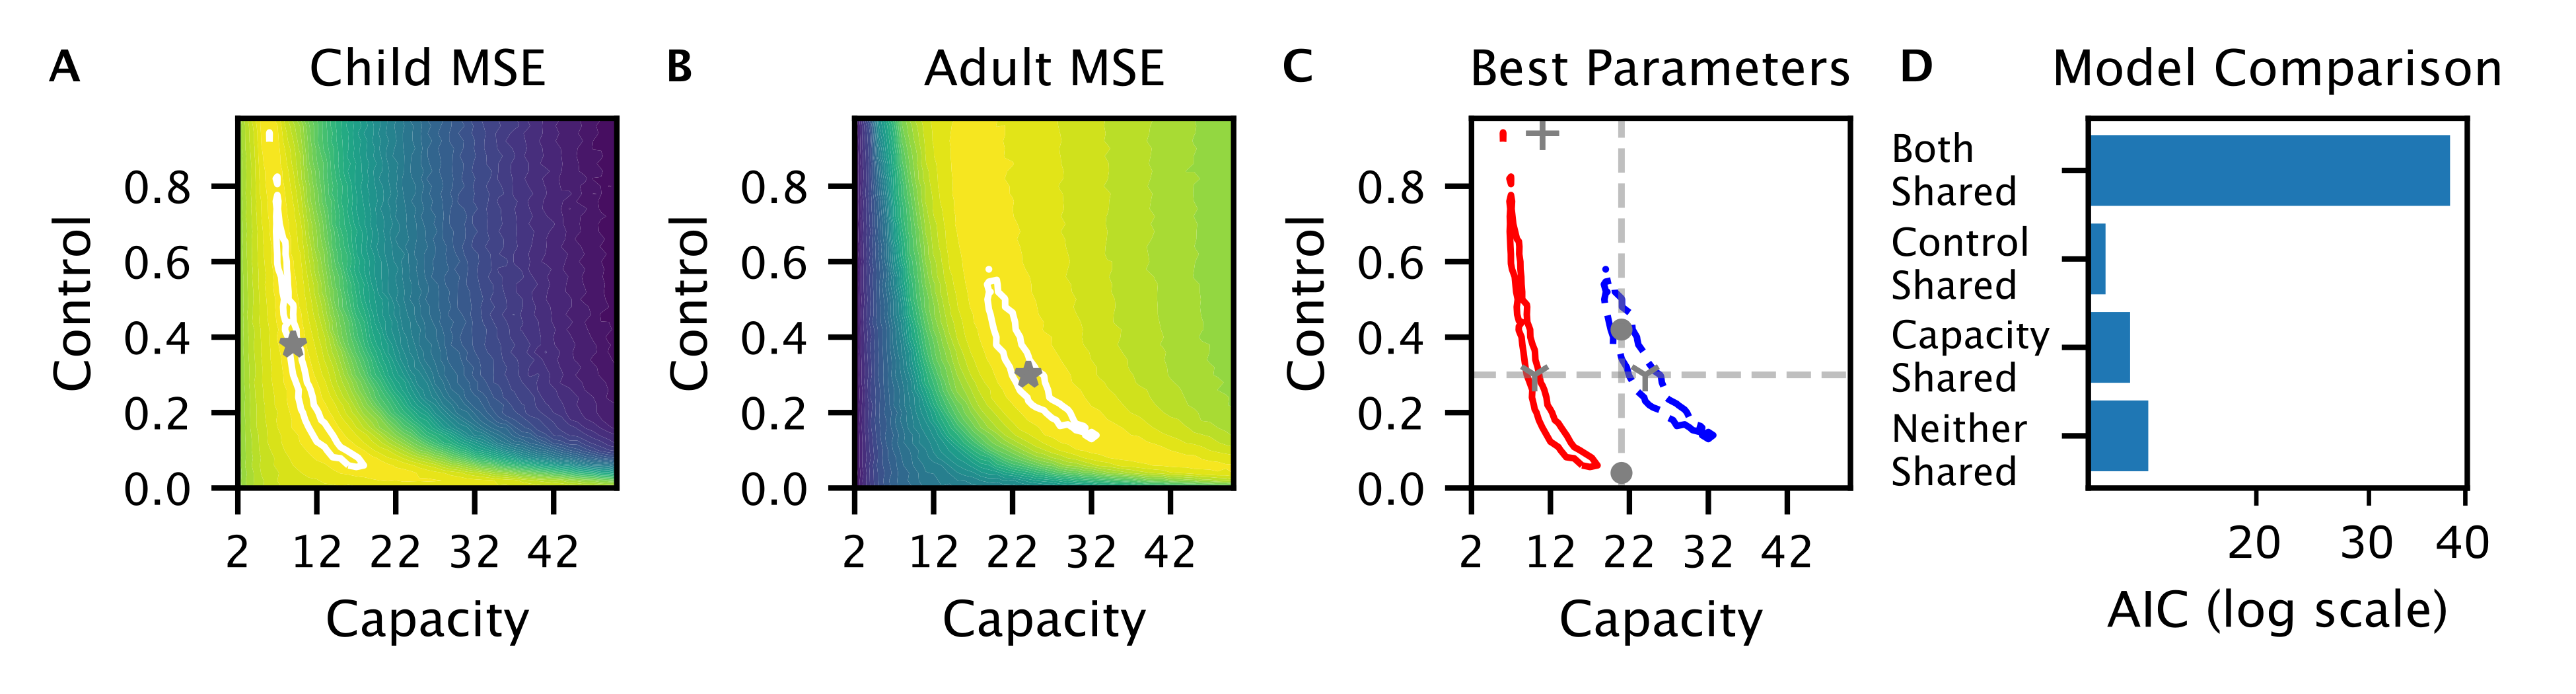 A
Child MSE
Control
0.8
0.6
0.4
0.2
0.0
2 12 22 32 42
Capacity
B
Adult MSE
Control
0.8
0.6
0.4
0.2
0.0
2 12 22 32 42
Capacity
C
Best Parameters
Control
0.8
0.6
0.4
0.2
0.0
2 12 22 32 42
Capacity
D
Model Comparison
Both
Shared
Control
Shared
Capacity
Shared
Neither
Shared
20 30 40
AIC (log scale)